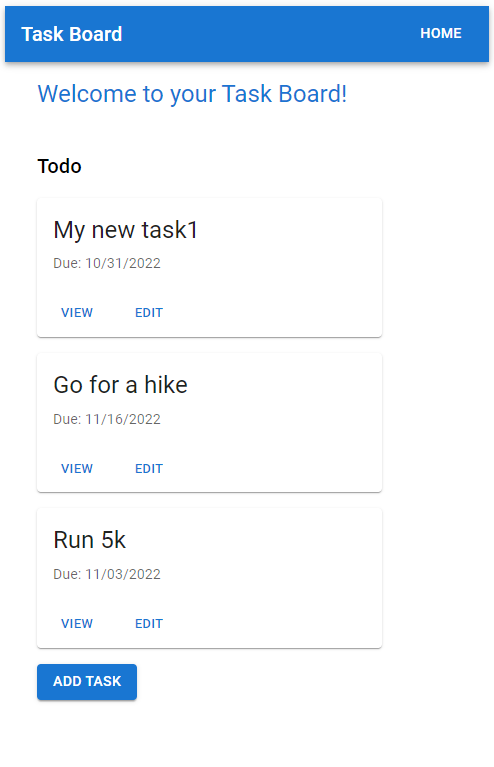 Task Board HOME
Welcome to your Task Board!
Todo
My new task1
Due: 10/31/2022
VIEW EDIT
Go for a hike
Due: 11/16/2022
VIEW EDIT
Run 5k
Due: 11/03/2022
VIEW EDIT
ADD TASK